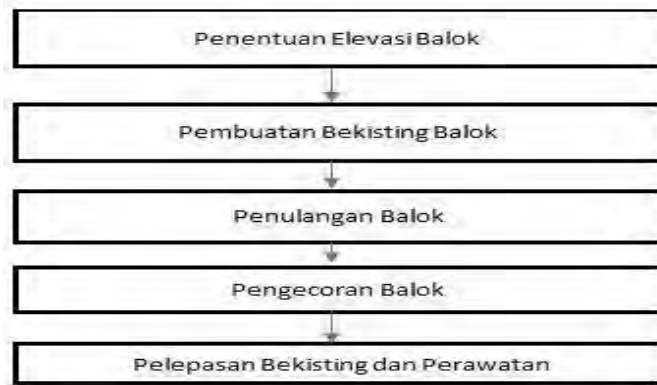 Penentuan Elevasi Balok
Pembuatan Bekisting Balok
Penulangan Balok
Pengecoran Balok
Pelepasan Bekisting dan Perawatan